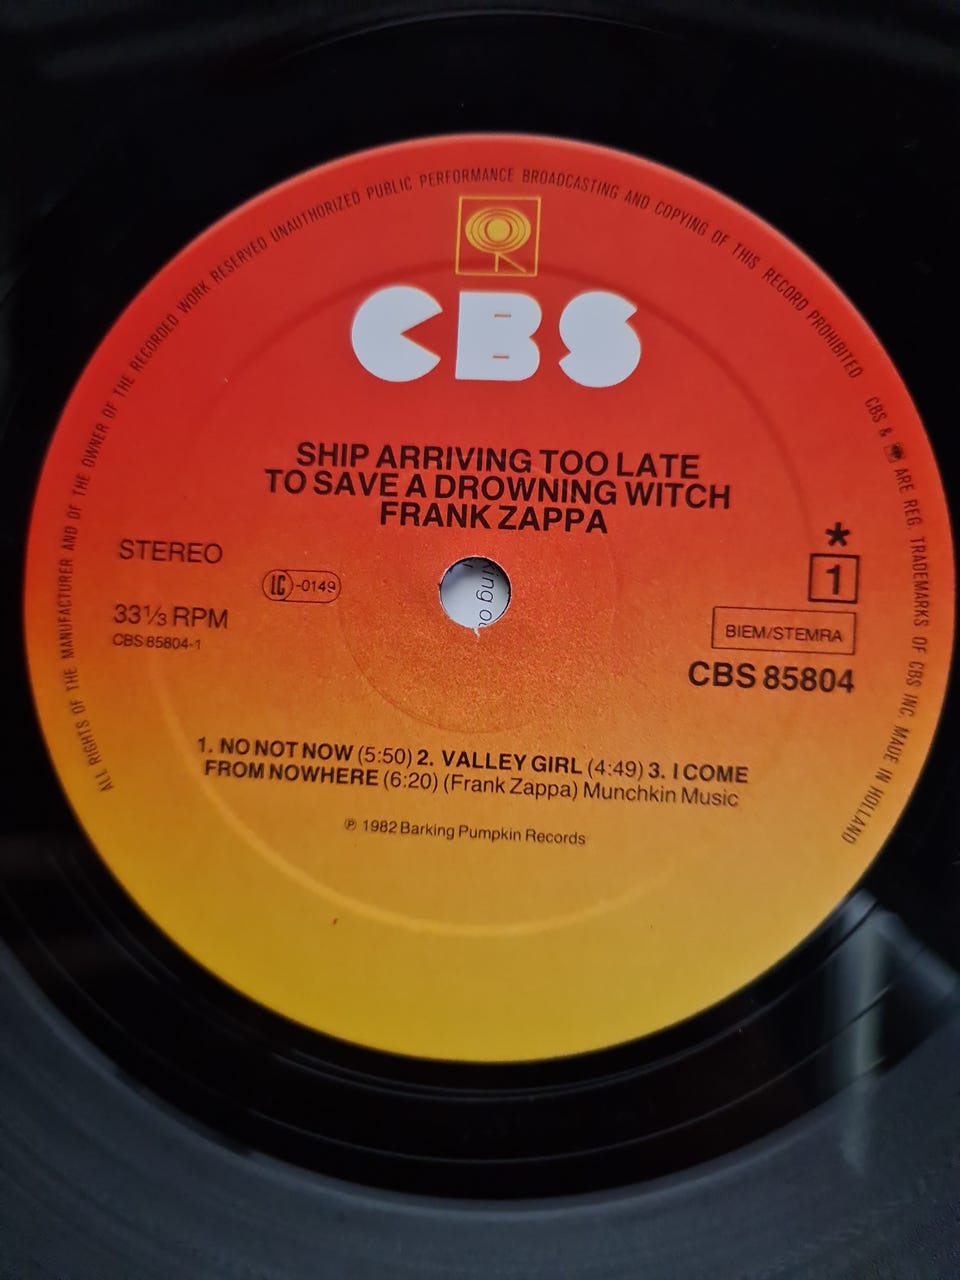 ALL RIGHTS OF THE MANUFACTURER AND OF THE OWNER OF THE RECORDED WORK RESERVED UNAUTHORIZED PUBLIC PERFORMANCE BROADCASTING AND COPYING OF THIS RECORD PROHIBITED CBS & ARE REG. TRADEMARKS OF CBS INC. MADE IN HOLLAND
CBS
SHIP ARRIVING TOO LATE
TO SAVE A DROWNING WITCH
FRANK ZAPPA
STEREO
LC-0149
33⅓ RPM
CBS 85804-1
*
1
BIEM/STEMRA
CBS 85804
king ou
1. NO NOT NOW (5:50) 2. VALLEY GIRL (4:49) 3. I COME
FROM NOWHERE (6:20) (Frank Zappa) Munchkin Music
℗ 1982 Barking Pumpkin Records